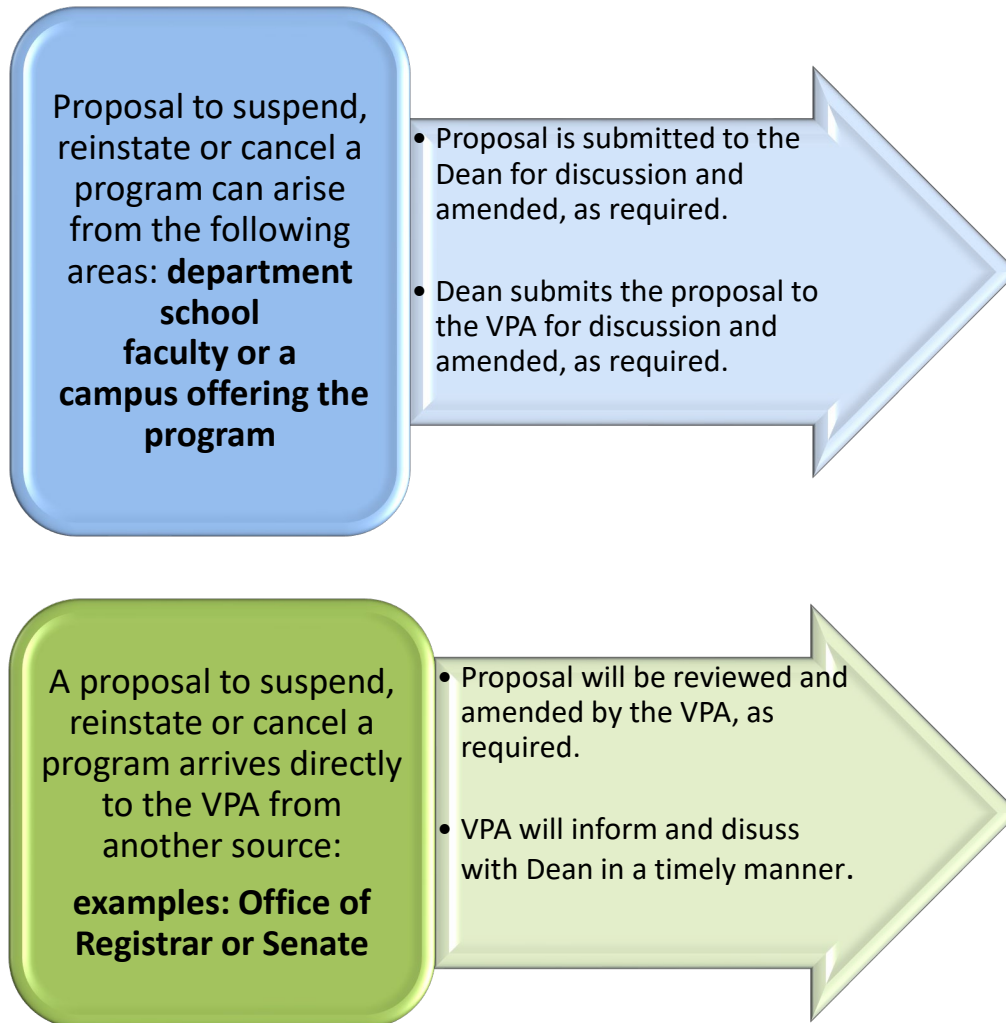 Proposal to suspend,
reinstate or cancel a
program can arise
from the following
areas: department
school
faculty or a
campus offering the
program
• Proposal is submitted to the
Dean for discussion and
amended, as required.
• Dean submits the proposal to
the VPA for discussion and
amended, as required.
A proposal to suspend,
reinstate or cancel a
program arrives directly
to the VPA from
another source:
examples: Office of
Registrar or Senate
• Proposal will be reviewed and
amended by the VPA, as
required.
• VPA will inform and disuss
with Dean in a timely manner.